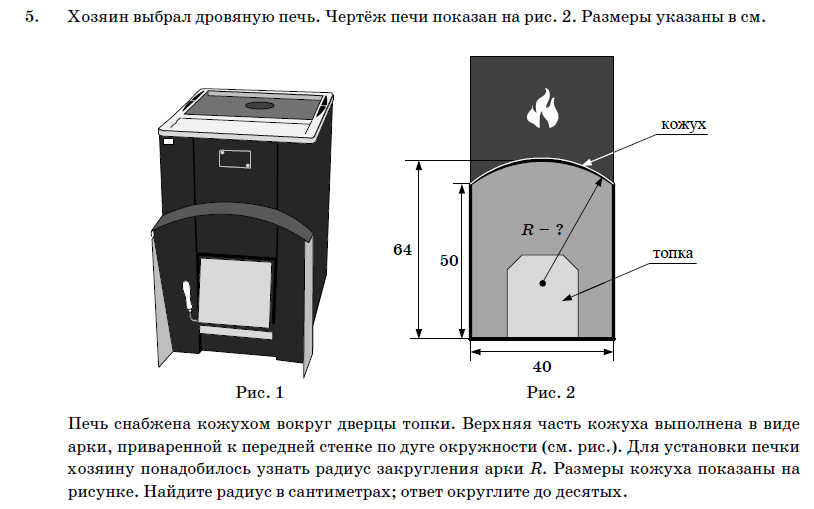 5. Хозяин выбрал дровяную печь. Чертёж печи показан на рис. 2. Размеры указаны в см.
кожух
R – ?
64
50
топка
40
Рис. 1
Рис. 2
Печь снабжена кожухом вокруг дверцы топки. Верхняя часть кожуха выполнена в виде
арки, приваренной к передней стенке по дуге окружности (см. рис.). Для установки печки
хозяину понадобилось узнать радиус закругления арки R. Размеры кожуха показаны на
рисунке. Найдите радиус в сантиметрах; ответ округлите до десятых.